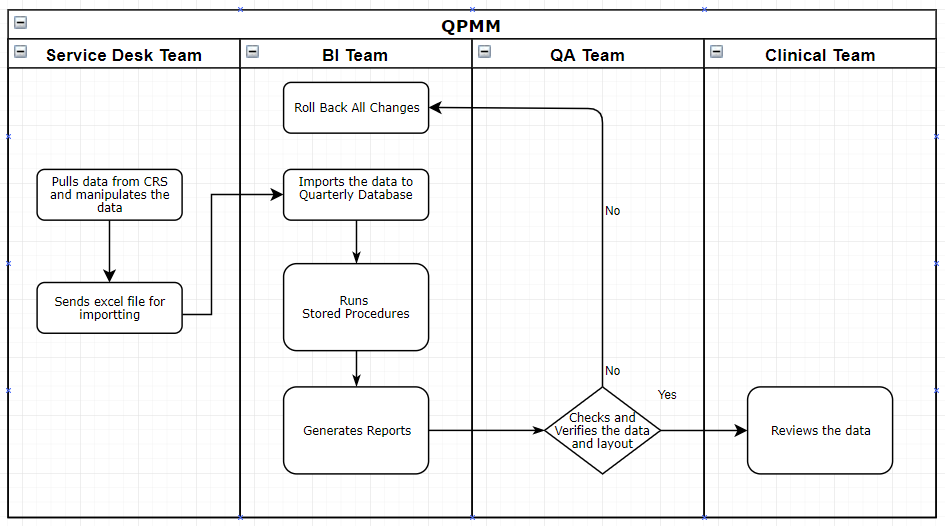 QPMM
Service Desk Team
BI Team
QA Team
Clinical Team
Roll Back All Changes
Pulls data from CRS
and manipulates the
data
Imports the data to
Quarterly Database
No
Sends excel file for
importting
Runs
Stored Procedures
No
Yes
Generates Reports
Checks and
Verifies the data
and layout
Reviews the data